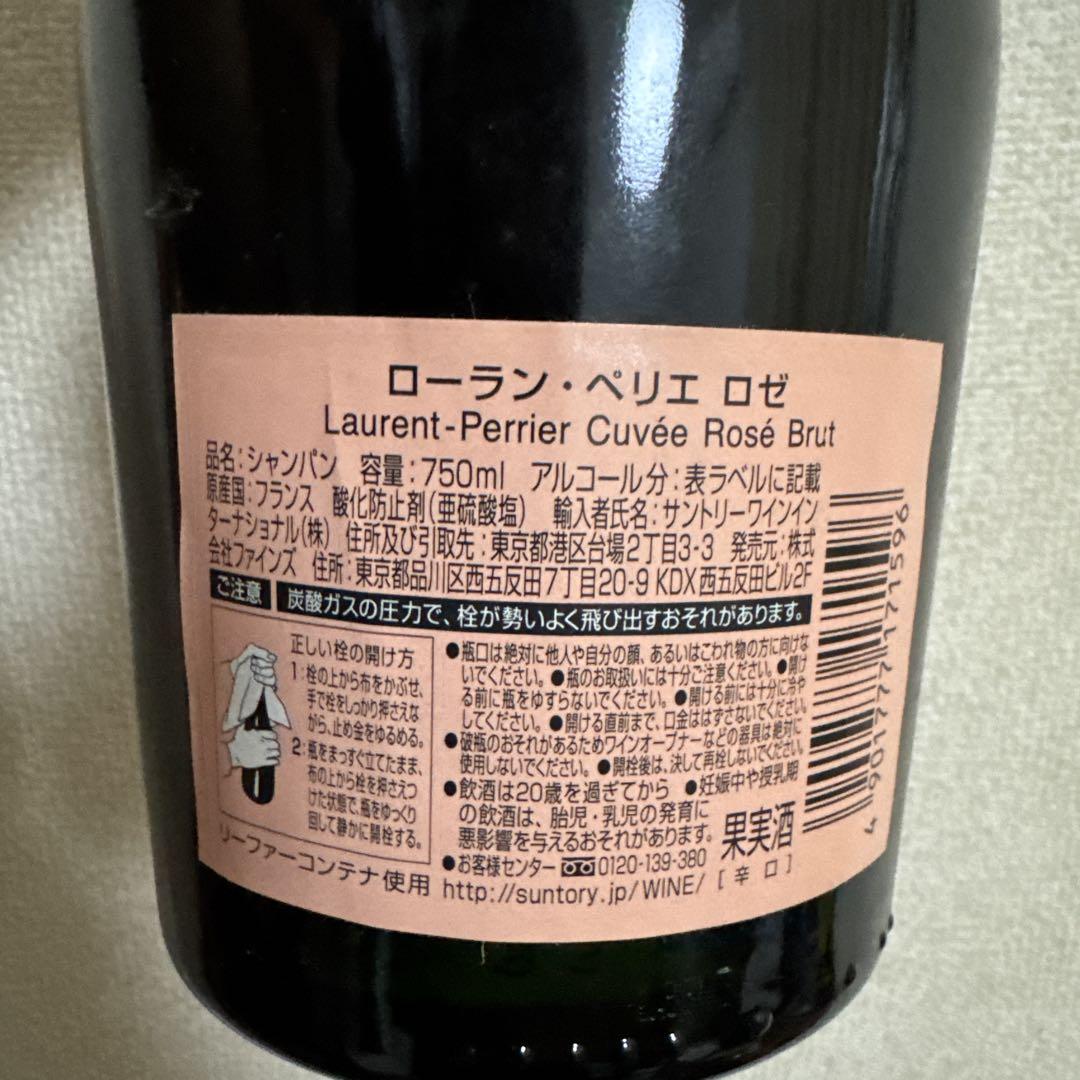 ローラン・ペリエ ロゼ
Laurent-Perrier Cuvée Rosé Brut
品名:シャンパン 容量:750ml アルコール分:表ラベルに記載
原産国:フランス 酸化防止剤(亜硫酸塩) 輸入者氏名:サントリーワインイン
ターナショナル(株) 住所及び引取先:東京都港区台場2丁目3-3 発売元:株式
会社ファインズ 住所:東京都品川区西五反田7丁目20-9 KDX西五反田ビル2F
ご注意 炭酸ガスの圧力で、栓が勢いよく飛び出すおそれがあります。
正しい栓の開け方
1:栓の上から布をかぶせ、
手で栓をしっかり押さえな
がら、止め金をゆるめる。
2:瓶をまっすぐ立てたまま、
布の上から栓を押さえつ
けた状態で、瓶をゆっくり
回して静かに開栓する。
リーファーコンテナ使用
●瓶口は絶対に他人や自分の顔、あるいはこわれ物の方に向けな
いでください。●瓶のお取扱いには十分ご注意ください。●開け
る前に瓶をゆすらないでください。●開ける前には十分に冷や
してください。●開ける直前まで、口金ははずさないでください。
●破瓶のおそれがあるためワインオープナーなどの器具は絶対に
使用しないでください。●開栓後は、決して再栓しないでください。
●飲酒は20歳を過ぎてから ●妊娠中や授乳期
の飲酒は、胎児・乳児の発育に
悪影響を与えるおそれがあります。
●お客様センター 0120-139-380
http://suntory.jp/WINE/
果実酒
[辛口]
4 901777 171596